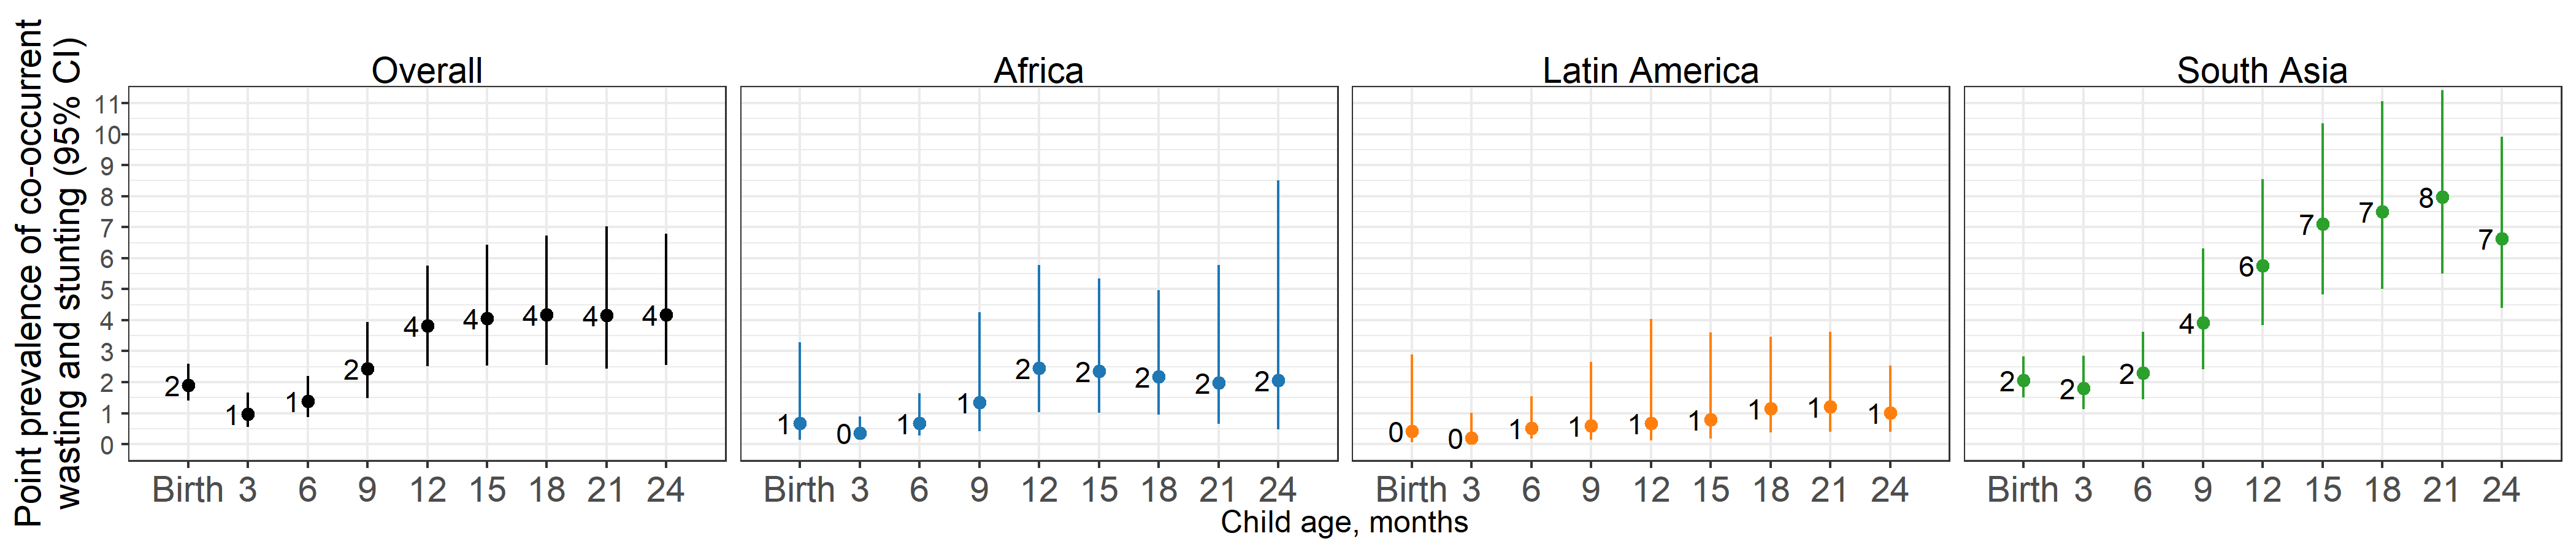 Point prevalence of co-occurrent
wasting and stunting (95% CI)
Overall
Africa
Latin America
South Asia
11
10
9
8
7
6
5
4
3
2
1
0
2 1 1 2 4 4 4 4 4
1 0 1 1 2 2 2 2 2
0 0 1 1 1 1 1 1 1
2 2 2 4 6 7 7 8 7
Birth 3 6 9 12 15 18 21 24
Birth 3 6 9 12 15 18 21 24
Birth 3 6 9 12 15 18 21 24
Birth 3 6 9 12 15 18 21 24
Child age, months